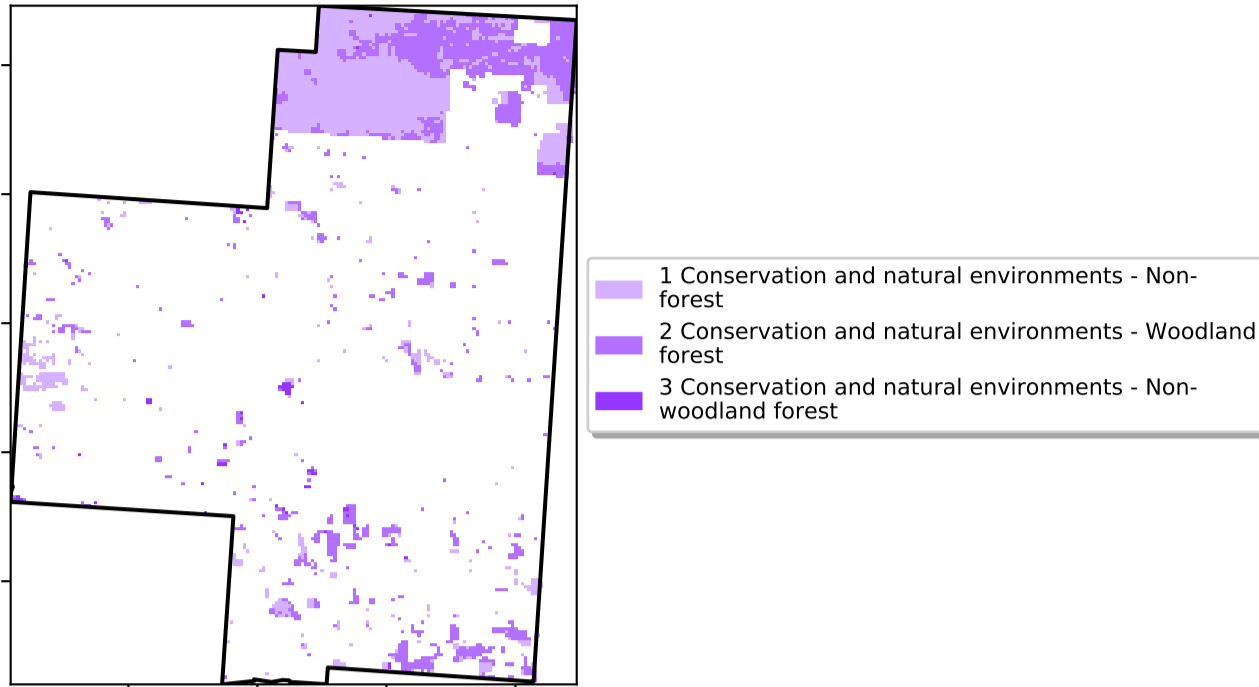 1 Conservation and natural environments - Non-
forest
2 Conservation and natural environments - Woodland
forest
3 Conservation and natural environments - Non-
woodland forest